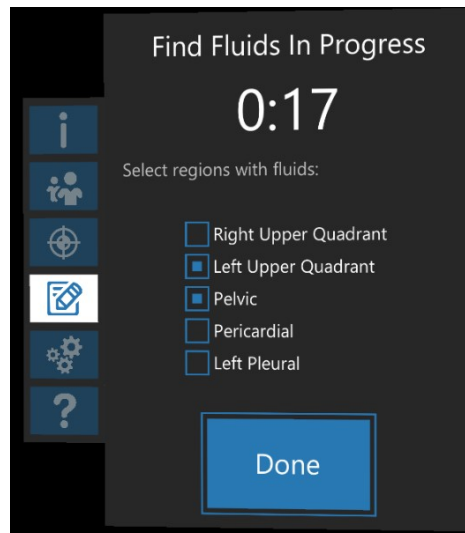 Find Fluids In Progress
0:17
Select regions with fluids:
Right Upper Quadrant
Left Upper Quadrant
Pelvic
Pericardial
Left Pleural
Done
i
?